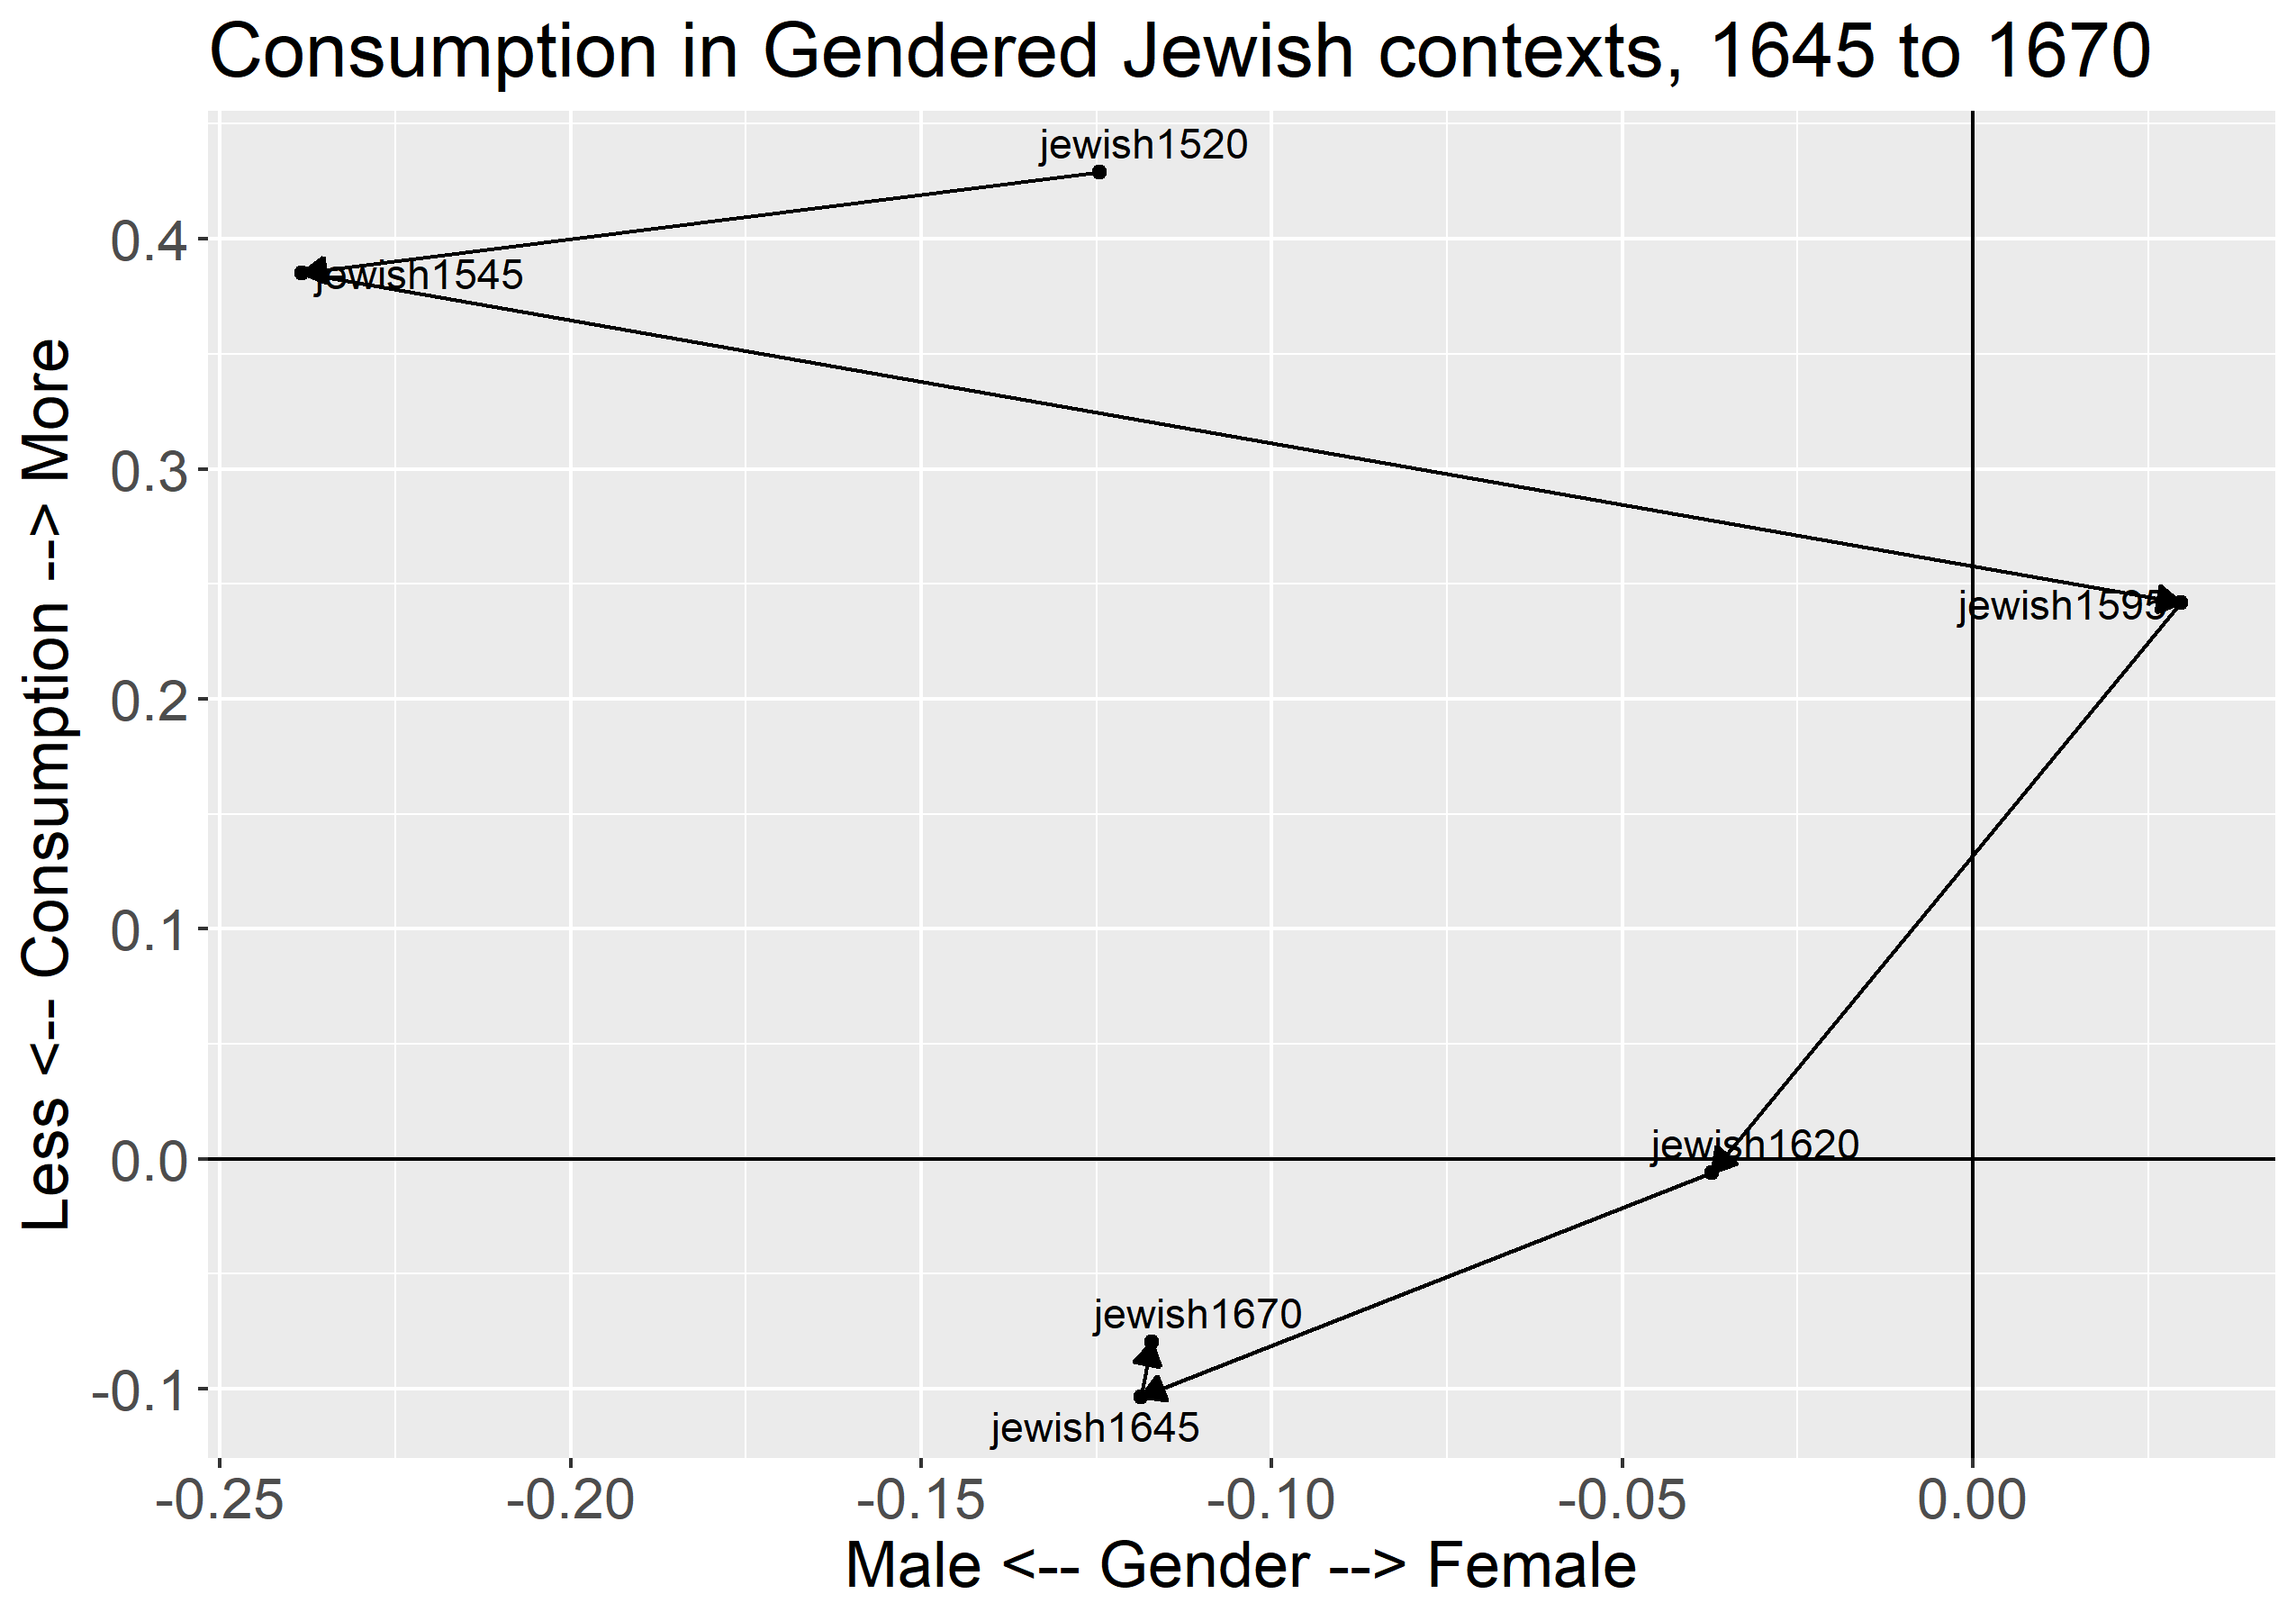 Consumption in Gendered Jewish contexts, 1645 to 1670
Less <-- Consumption --> More
0.4
0.3
0.2
0.1
0.0
-0.1
jewish1520
jewish1545
jewish1595
jewish1620
jewish1670
jewish1645
-0.25
-0.20
-0.15
-0.10
-0.05
0.00
Male <-- Gender --> Female